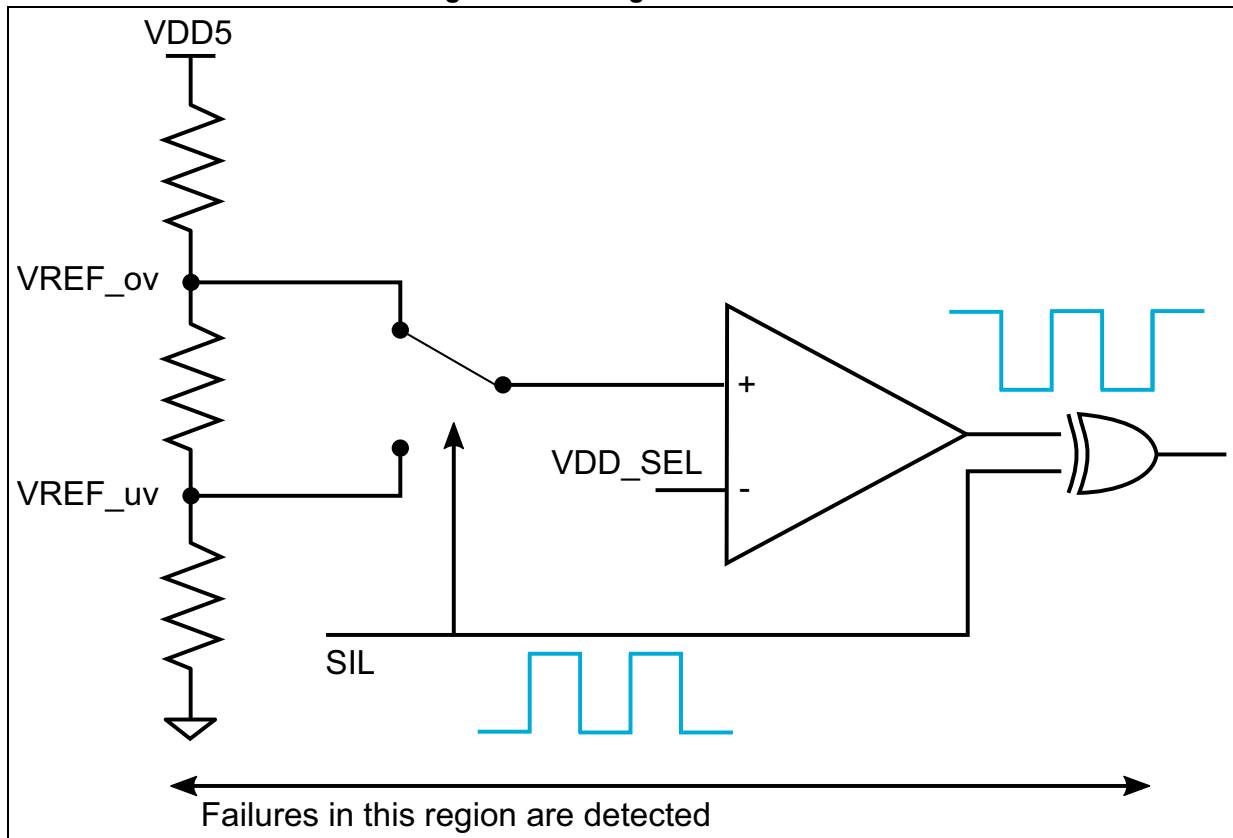 VDD5
VREF_ov
+
VDD_SEL
-
VREF_uv
SIL
Failures in this region are detected